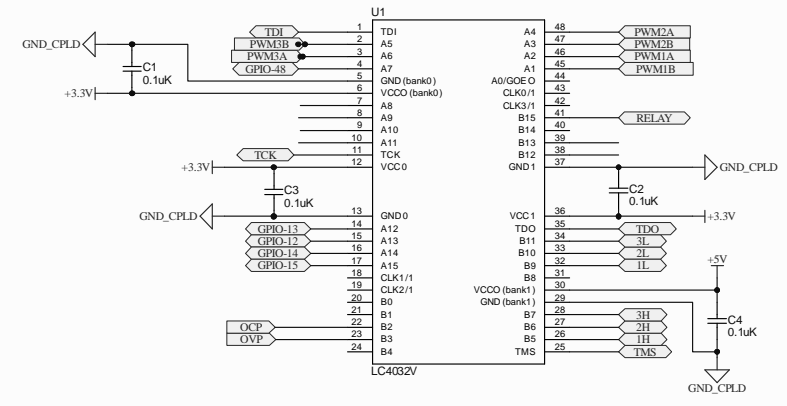 U1
TDI 1 TDI A4 48 PWM2A
PWM3B 2 A5 A3 47 PWM2B
PWM3A 3 A6 A2 46 PWM1A
GPIO-48 4 A7 A1 45 PWM1B
GND_CPLD
C1
0.1uK
5 GND (bank0) A0/GOE O 44
+3.3V 6 VCCO (bank0) CLK0/1 43
7 A8 CLK3/1 42
8 A9 B15 41 RELAY
9 A10 B14 40
10 A11 B13 39
TCK 11 TCK B12 38
+3.3V 12 VCC0 GND1 37 GND_CPLD
C3
0.1uK
C2
0.1uK
GND_CPLD 13 GND0 VCC1 36 +3.3V
GPIO-13 14 A12 TDO 35 TDO
GPIO-12 15 A13 B11 34 3L
GPIO-14 16 A14 B10 33 2L
GPIO-15 17 A15 B9 32 1L
18 CLK1/1 B8 31
+5V
19 CLK2/1 VCCO (bank1) 30
20 B0 GND (bank1) 29
21 B1 B7 28 3H
C4
0.1uK
OCP 22 B2 B6 27 2H
OVP 23 B3 B5 26 1H
24 B4 TMS 25 TMS
LC4032V
GND_CPLD